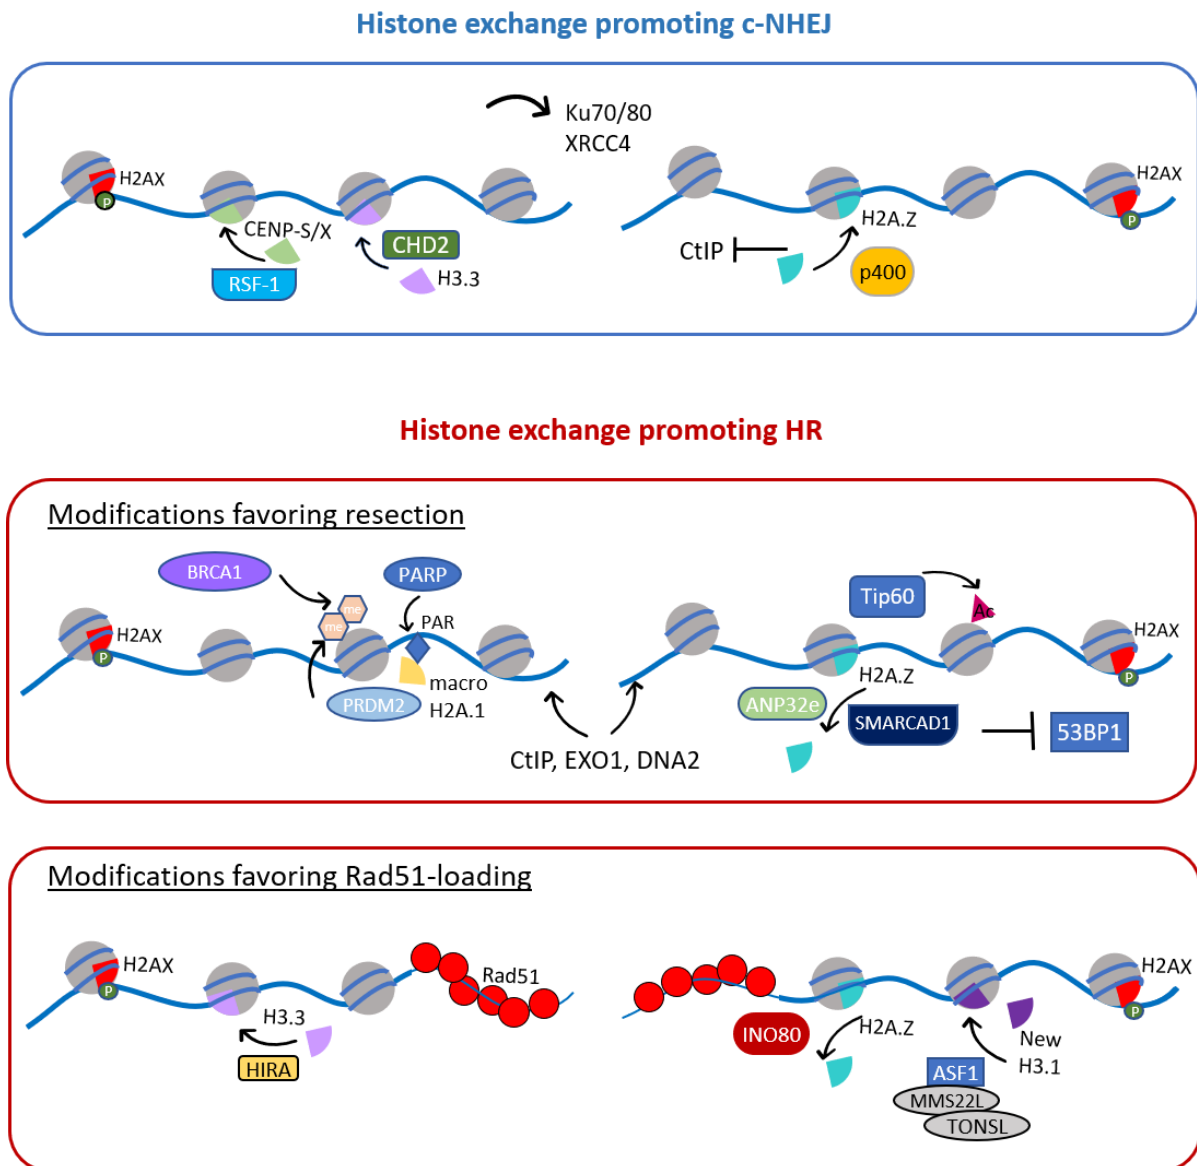 Histone exchange promoting c-NHEJ
Ku70/80
XRCC4
H2AX
P
CENP-S/X
RSF-1
CHD2
H3.3
CtIP
H2A.Z
p400
H2AX
P
Histone exchange promoting HR
Modifications favoring resection
BRCA1
me
me
PARP
PAR
H2AX
P
PRDM2
macro
H2A.1
CtIP, EXO1, DNA2
Tip60
Ac
H2AX
P
H2A.Z
ANP32e
SMARCAD1
53BP1
Modifications favoring Rad51-loading
H2AX
P
Rad51
H3.3
HIRA
INO80
H2A.Z
H2AX
P
New
H3.1
ASF1
MMS22L
TONSL